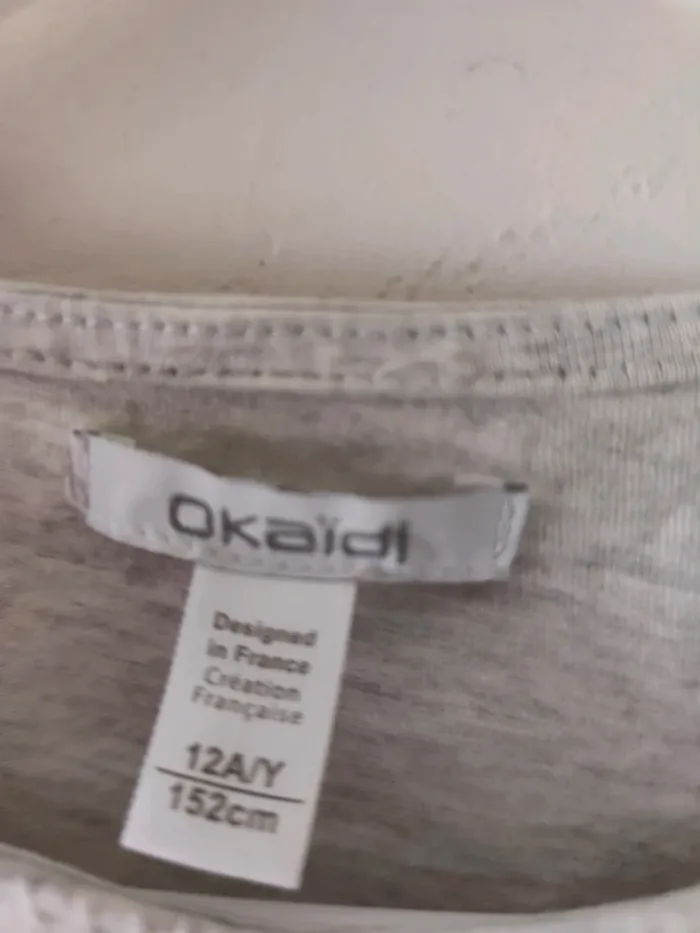 Okaïdi
Designed
in France
Création
Française
12A/Y
152cm